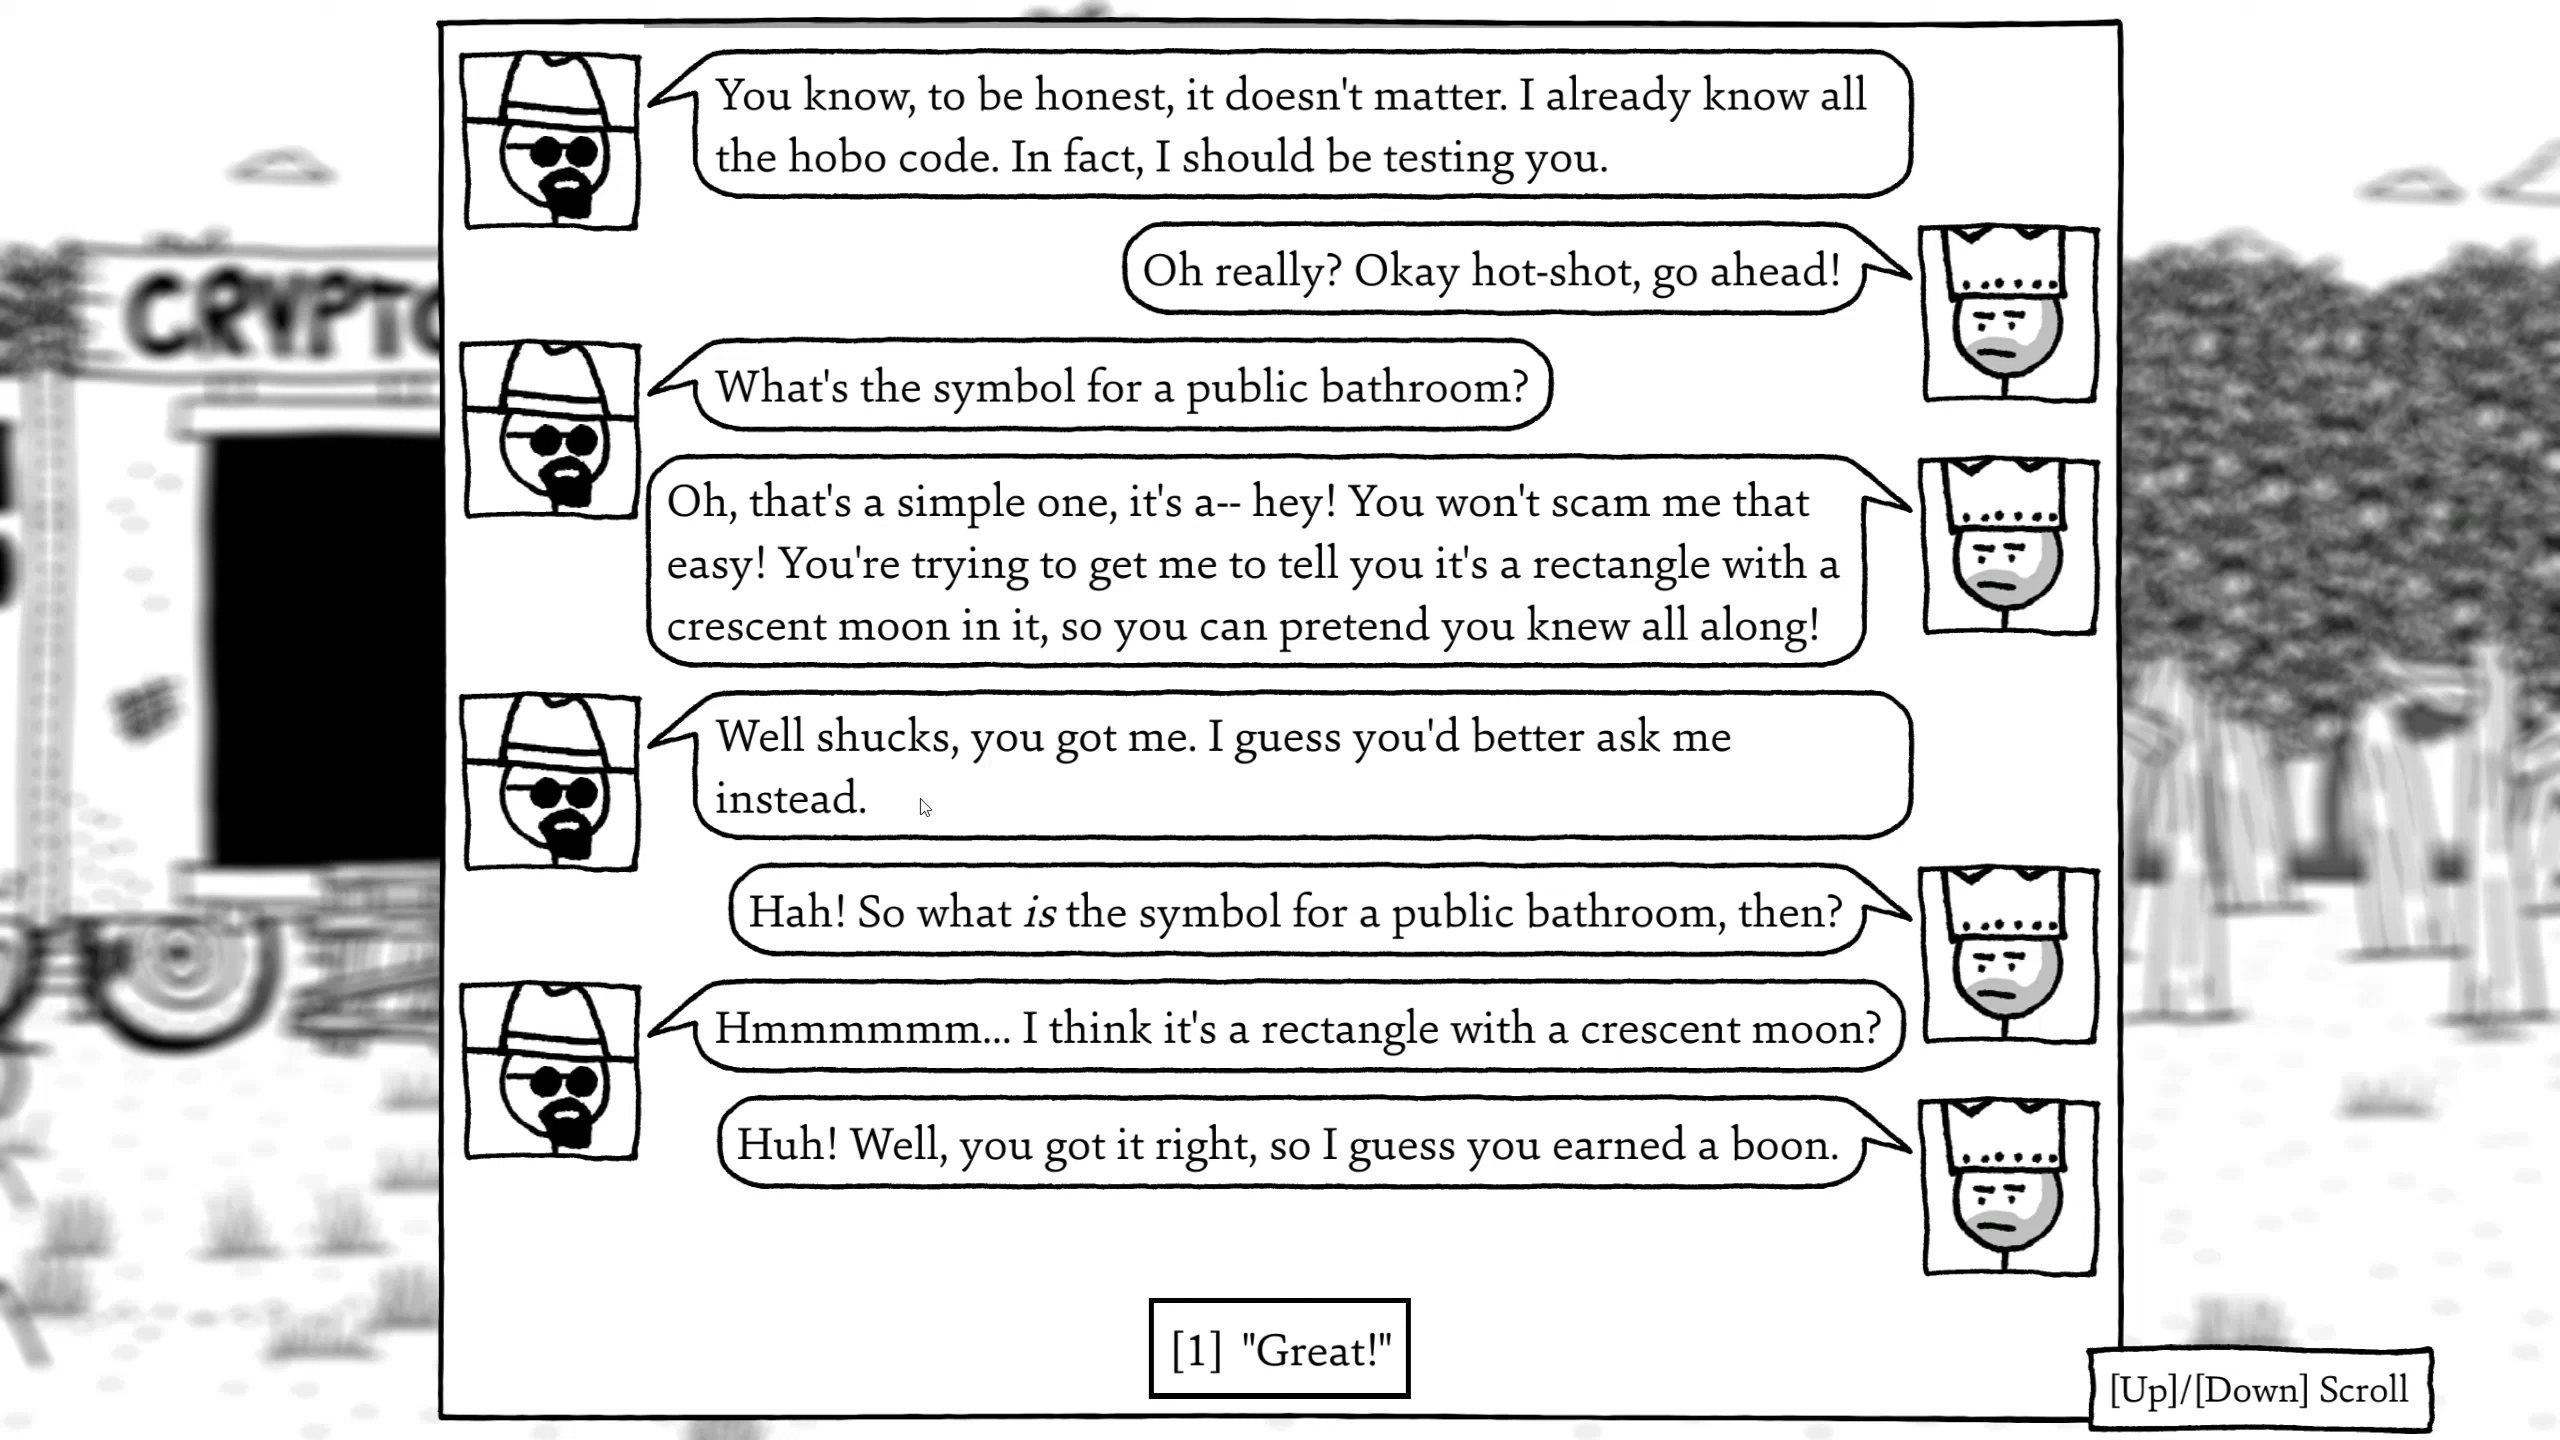 You know, to be honest, it doesn't matter. I already know all
the hobo code. In fact, I should be testing you.
Oh really? Okay hot-shot, go ahead!
CRYPTO
What's the symbol for a public bathroom?
Oh, that's a simple one, it's a-- hey! You won't scam me that
easy! You're trying to get me to tell you it's a rectangle with a
crescent moon in it, so you can pretend you knew all along!
Well shucks, you got me. I guess you'd better ask me
instead.
Hah! So what is the symbol for a public bathroom, then?
Hmmmmmm... I think it's a rectangle with a crescent moon?
Huh! Well, you got it right, so I guess you earned a boon.
[1] "Great!"
[Up]/[Down] Scroll